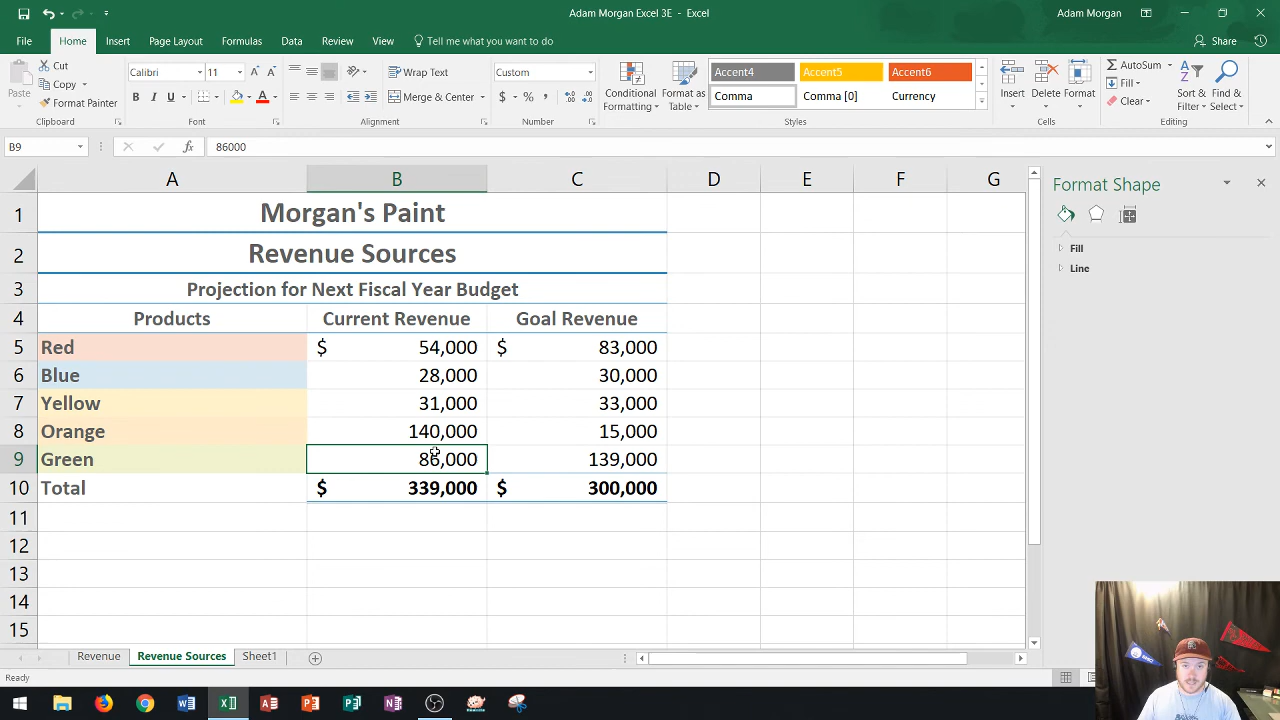 Adam Morgan Excel 3E - Excel
Adam Morgan
File Home Insert Page Layout Formulas Data Review View Tell me what you want to do Share
Cut
Copy
Format Painter
Paste
Clipboard
Calibri 11
B I U
Font
Wrap Text
Merge & Center
Alignment
Custom
$ % ,
Number
Conditional Formatting
Format as Table
Accent4 Accent5 Accent6
Comma Comma [0] Currency
Styles
Insert Delete Format
Cells
AutoSum
Fill
Clear
Sort & Filter
Find & Select
Editing
B9 fx 86000
A B C D E F G
1 Morgan's Paint
2 Revenue Sources
3 Projection for Next Fiscal Year Budget
4 Products Current Revenue Goal Revenue
5 Red $ 54,000 $ 83,000
6 Blue 28,000 30,000
7 Yellow 31,000 33,000
8 Orange 140,000 15,000
9 Green 86,000 139,000
10 Total $ 339,000 $ 300,000
11
12
13
14
15
Format Shape
Fill
Line
Revenue Revenue Sources Sheet1
Ready